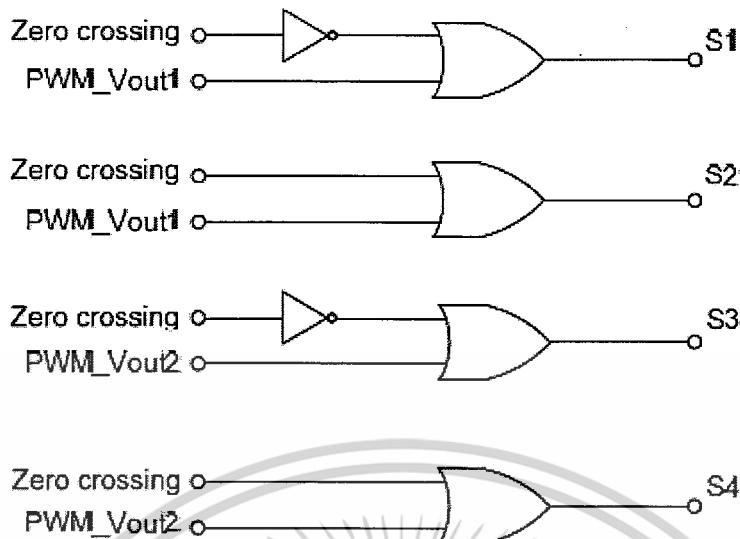 Zero crossing
S1
PWM_Vout1
Zero crossing
S2
PWM_Vout1
Zero crossing
S3
PWM_Vout2
Zero crossing
S4
PWM_Vout2